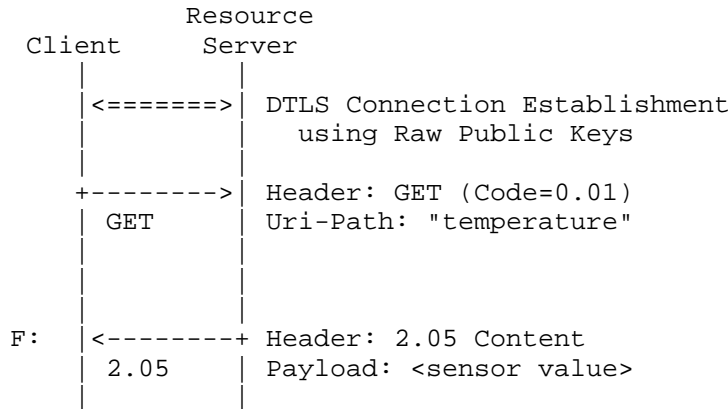 Resource
Client Server
DTLS Connection Establishment
using Raw Public Keys
Header: GET (Code=0.01)
GET Uri-Path: "temperature"
F: Header: 2.05 Content
2.05 Payload: <sensor value>